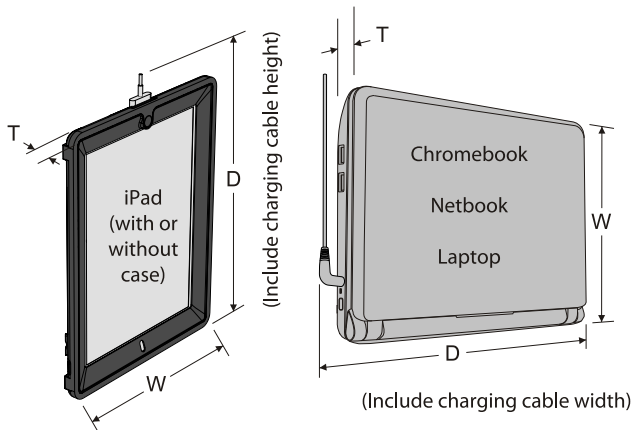 T
iPad
(with or
without
case)
D
(Include charging cable height)
W
T
Chromebook
Netbook
Laptop
W
D
(Include charging cable width)